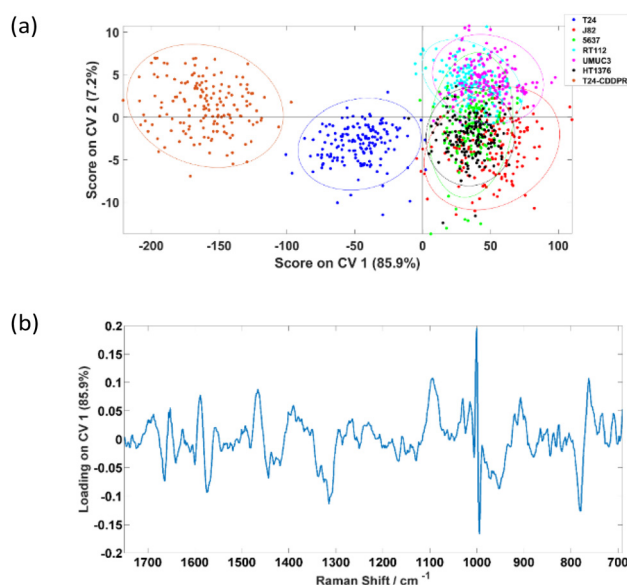 (a)
T24
J82
5637
RT112
UMUC3
HT1376
T24-CDDPR
Score on CV 2 (7.2%)
10
5
0
-5
-10
-200 -150 -100 -50 0 50 100
Score on CV 1 (85.9%)
(b)
Loading on CV 1 (85.9%)
0.2
0.15
0.1
0.05
0
-0.05
-0.1
-0.15
-0.2
1700 1600 1500 1400 1300 1200 1100 1000 900 800 700
Raman Shift / cm -1